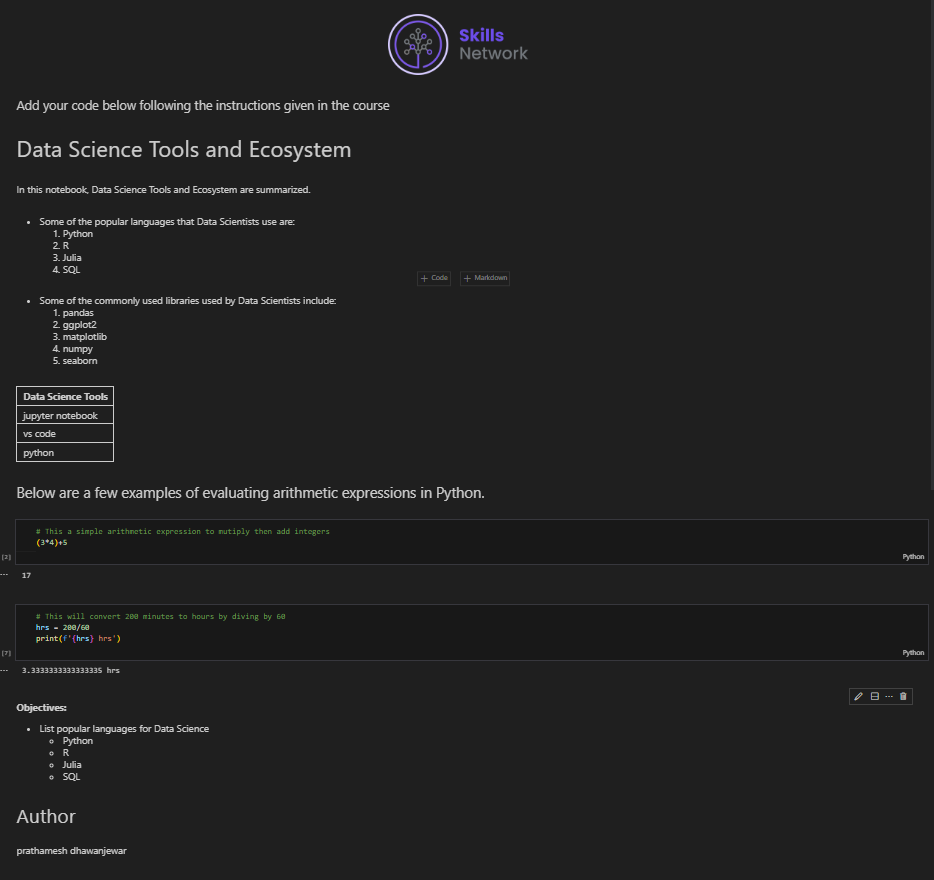 Skills
Network
Add your code below following the instructions given in the course
Data Science Tools and Ecosystem
In this notebook, Data Science Tools and Ecosystem are summarized.
• Some of the popular languages that Data Scientists use are:
1. Python
2. R
3. Julia
4. SQL
+ Code + Markdown
• Some of the commonly used libraries used by Data Scientists include:
1. pandas
2. ggplot2
3. matplotlib
4. numpy
5. seaborn
Data Science Tools
jupyter notebook
vs code
python
Below are a few examples of evaluating arithmetic expressions in Python.
# This a simple arithmetic expression to mutiply then add integers
(3*4)+5
[2] Python
... 17
# This will convert 200 minutes to hours by diving by 60
hrs = 200/60
print(f'{hrs} hrs')
[7] Python
... 3.3333333333333335 hrs
Objectives:
• List popular languages for Data Science
◦ Python
◦ R
◦ Julia
◦ SQL
Author
prathamesh dhawanjewar